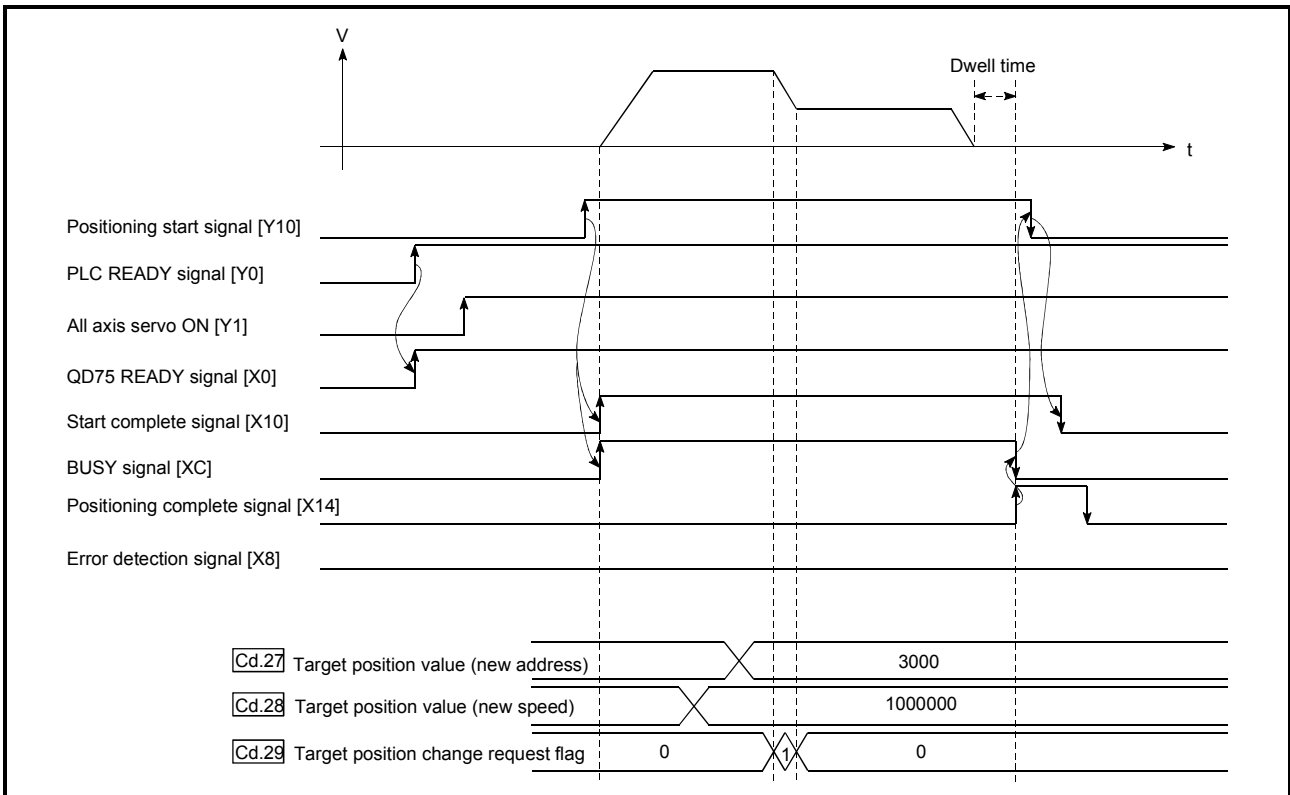 V
Dwell time
t
Positioning start signal [Y10]
PLC READY signal [Y0]
All axis servo ON [Y1]
QD75 READY signal [X0]
Start complete signal [X10]
BUSY signal [XC]
Positioning complete signal [X14]
Error detection signal [X8]
Cd.27 Target position value (new address) 3000
Cd.28 Target position value (new speed) 1000000
Cd.29 Target position change request flag 0 1 0